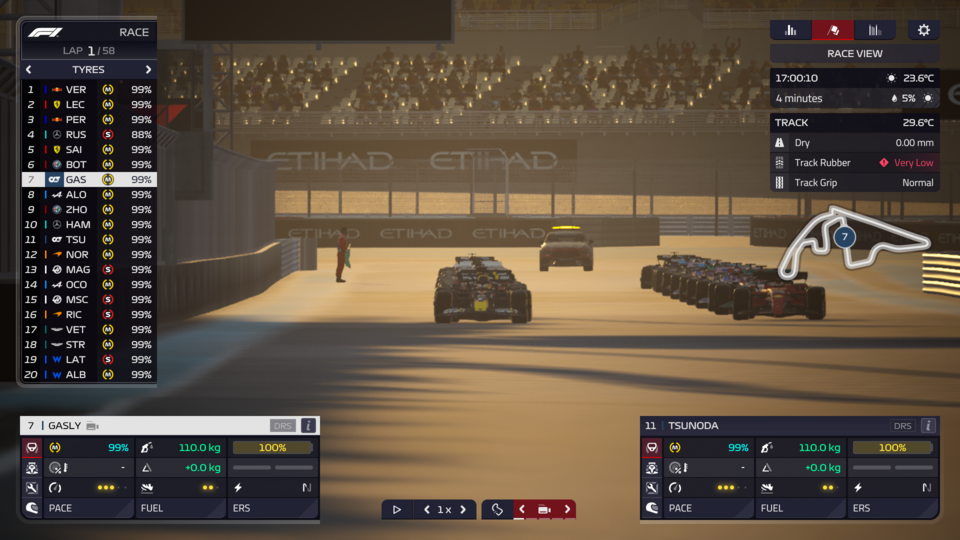 F1
RACE
LAP 1/58
TYRES
1 VER M 99%
2 LEC M 99%
3 PER M 99%
4 RUS S 88%
5 SAI M 99%
6 BOT M 99%
7 GAS M 99%
8 ALO M 99%
9 ZHO M 99%
10 HAM M 99%
11 TSU M 99%
12 NOR M 99%
13 MAG S 99%
14 OCO M 99%
15 MSC S 99%
16 RIC S 99%
17 VET M 99%
18 STR M 99%
19 LAT S 99%
20 ALB M 99%
RACE VIEW
17:00:10 23.6°C
4 minutes 5%
TRACK 29.6°C
Dry 0.00 mm
Track Rubber Very Low
Track Grip Normal
7
ETIHAD ETIHAD
ETIHAD ETIHAD ETIHAD
7 GASLY DRS i
M 99% 110.0 kg 100%
- +0.0 kg
N
PACE FUEL ERS
1x
11 TSUNODA DRS i
M 99% 110.0 kg 100%
- +0.0 kg
N
PACE FUEL ERS